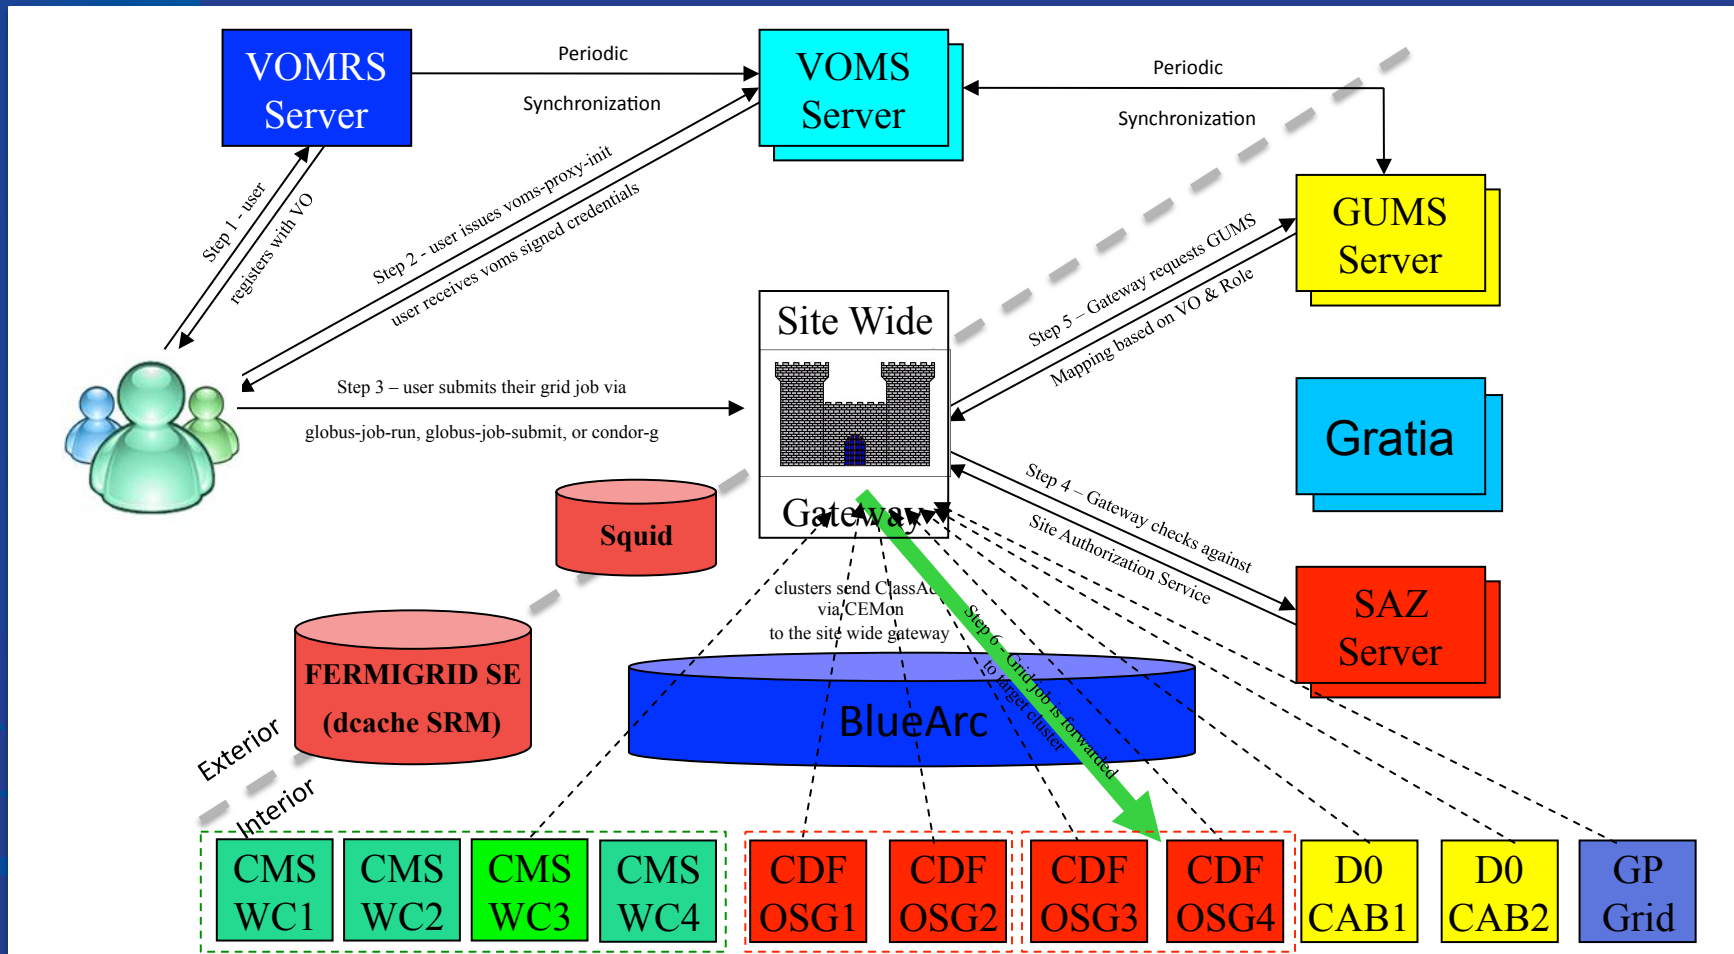 VOMRS
Server
Periodic
Synchronization
VOMS
Server
Periodic
Synchronization
GUMS
Server
Step 1 - user
registers with VO
Step 2 - user issues voms-proxy-init
user receives voms signed credentials
Step 3 – user submits their grid job via
globus-job-run, globus-job-submit, or condor-g
Site Wide
Gateway
Step 5 – Gateway requests GUMS
Mapping based on VO & Role
Gratia
Step 4 – Gateway checks against
Site Authorization Service
SAZ
Server
Squid
FERMIGRID SE
(dcache SRM)
clusters send
via CEMon
to the site wide gateway
Step 6 - Grid job is forwarded
to target cluster
BlueArc
Exterior
Interior
CMS
WC1
CMS
WC2
CMS
WC3
CMS
WC4
CDF
OSG1
CDF
OSG2
CDF
OSG3
CDF
OSG4
D0
CAB1
D0
CAB2
GP
Grid